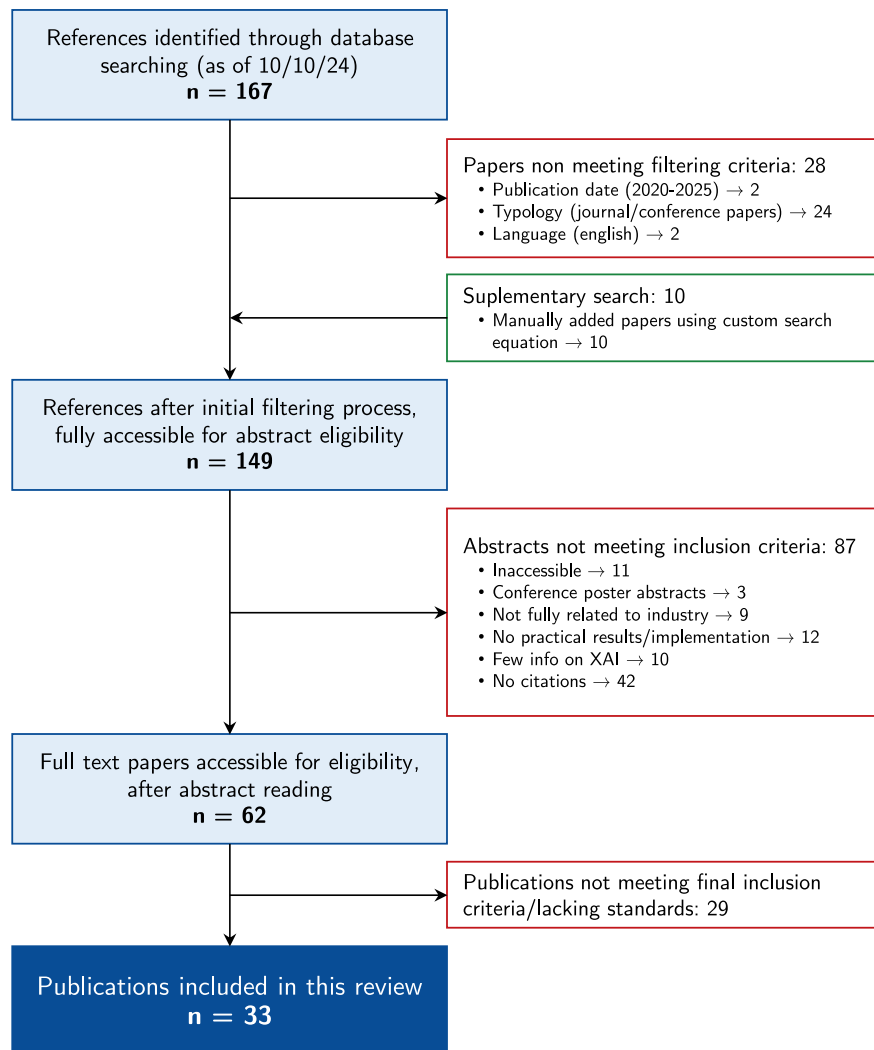 References identified through database
searching (as of 10/10/24)
n = 167
Papers non meeting filtering criteria: 28
• Publication date (2020-2025) → 2
• Typology (journal/conference papers) → 24
• Language (english) → 2
Suplementary search: 10
• Manually added papers using custom search
equation → 10
References after initial filtering process,
fully accessible for abstract eligibility
n = 149
Abstracts not meeting inclusion criteria: 87
• Inaccessible → 11
• Conference poster abstracts → 3
• Not fully related to industry → 9
• No practical results/implementation → 12
• Few info on XAI → 10
• No citations → 42
Full text papers accessible for eligibility,
after abstract reading
n = 62
Publications not meeting final inclusion
criteria/lacking standards: 29
Publications included in this review
n = 33